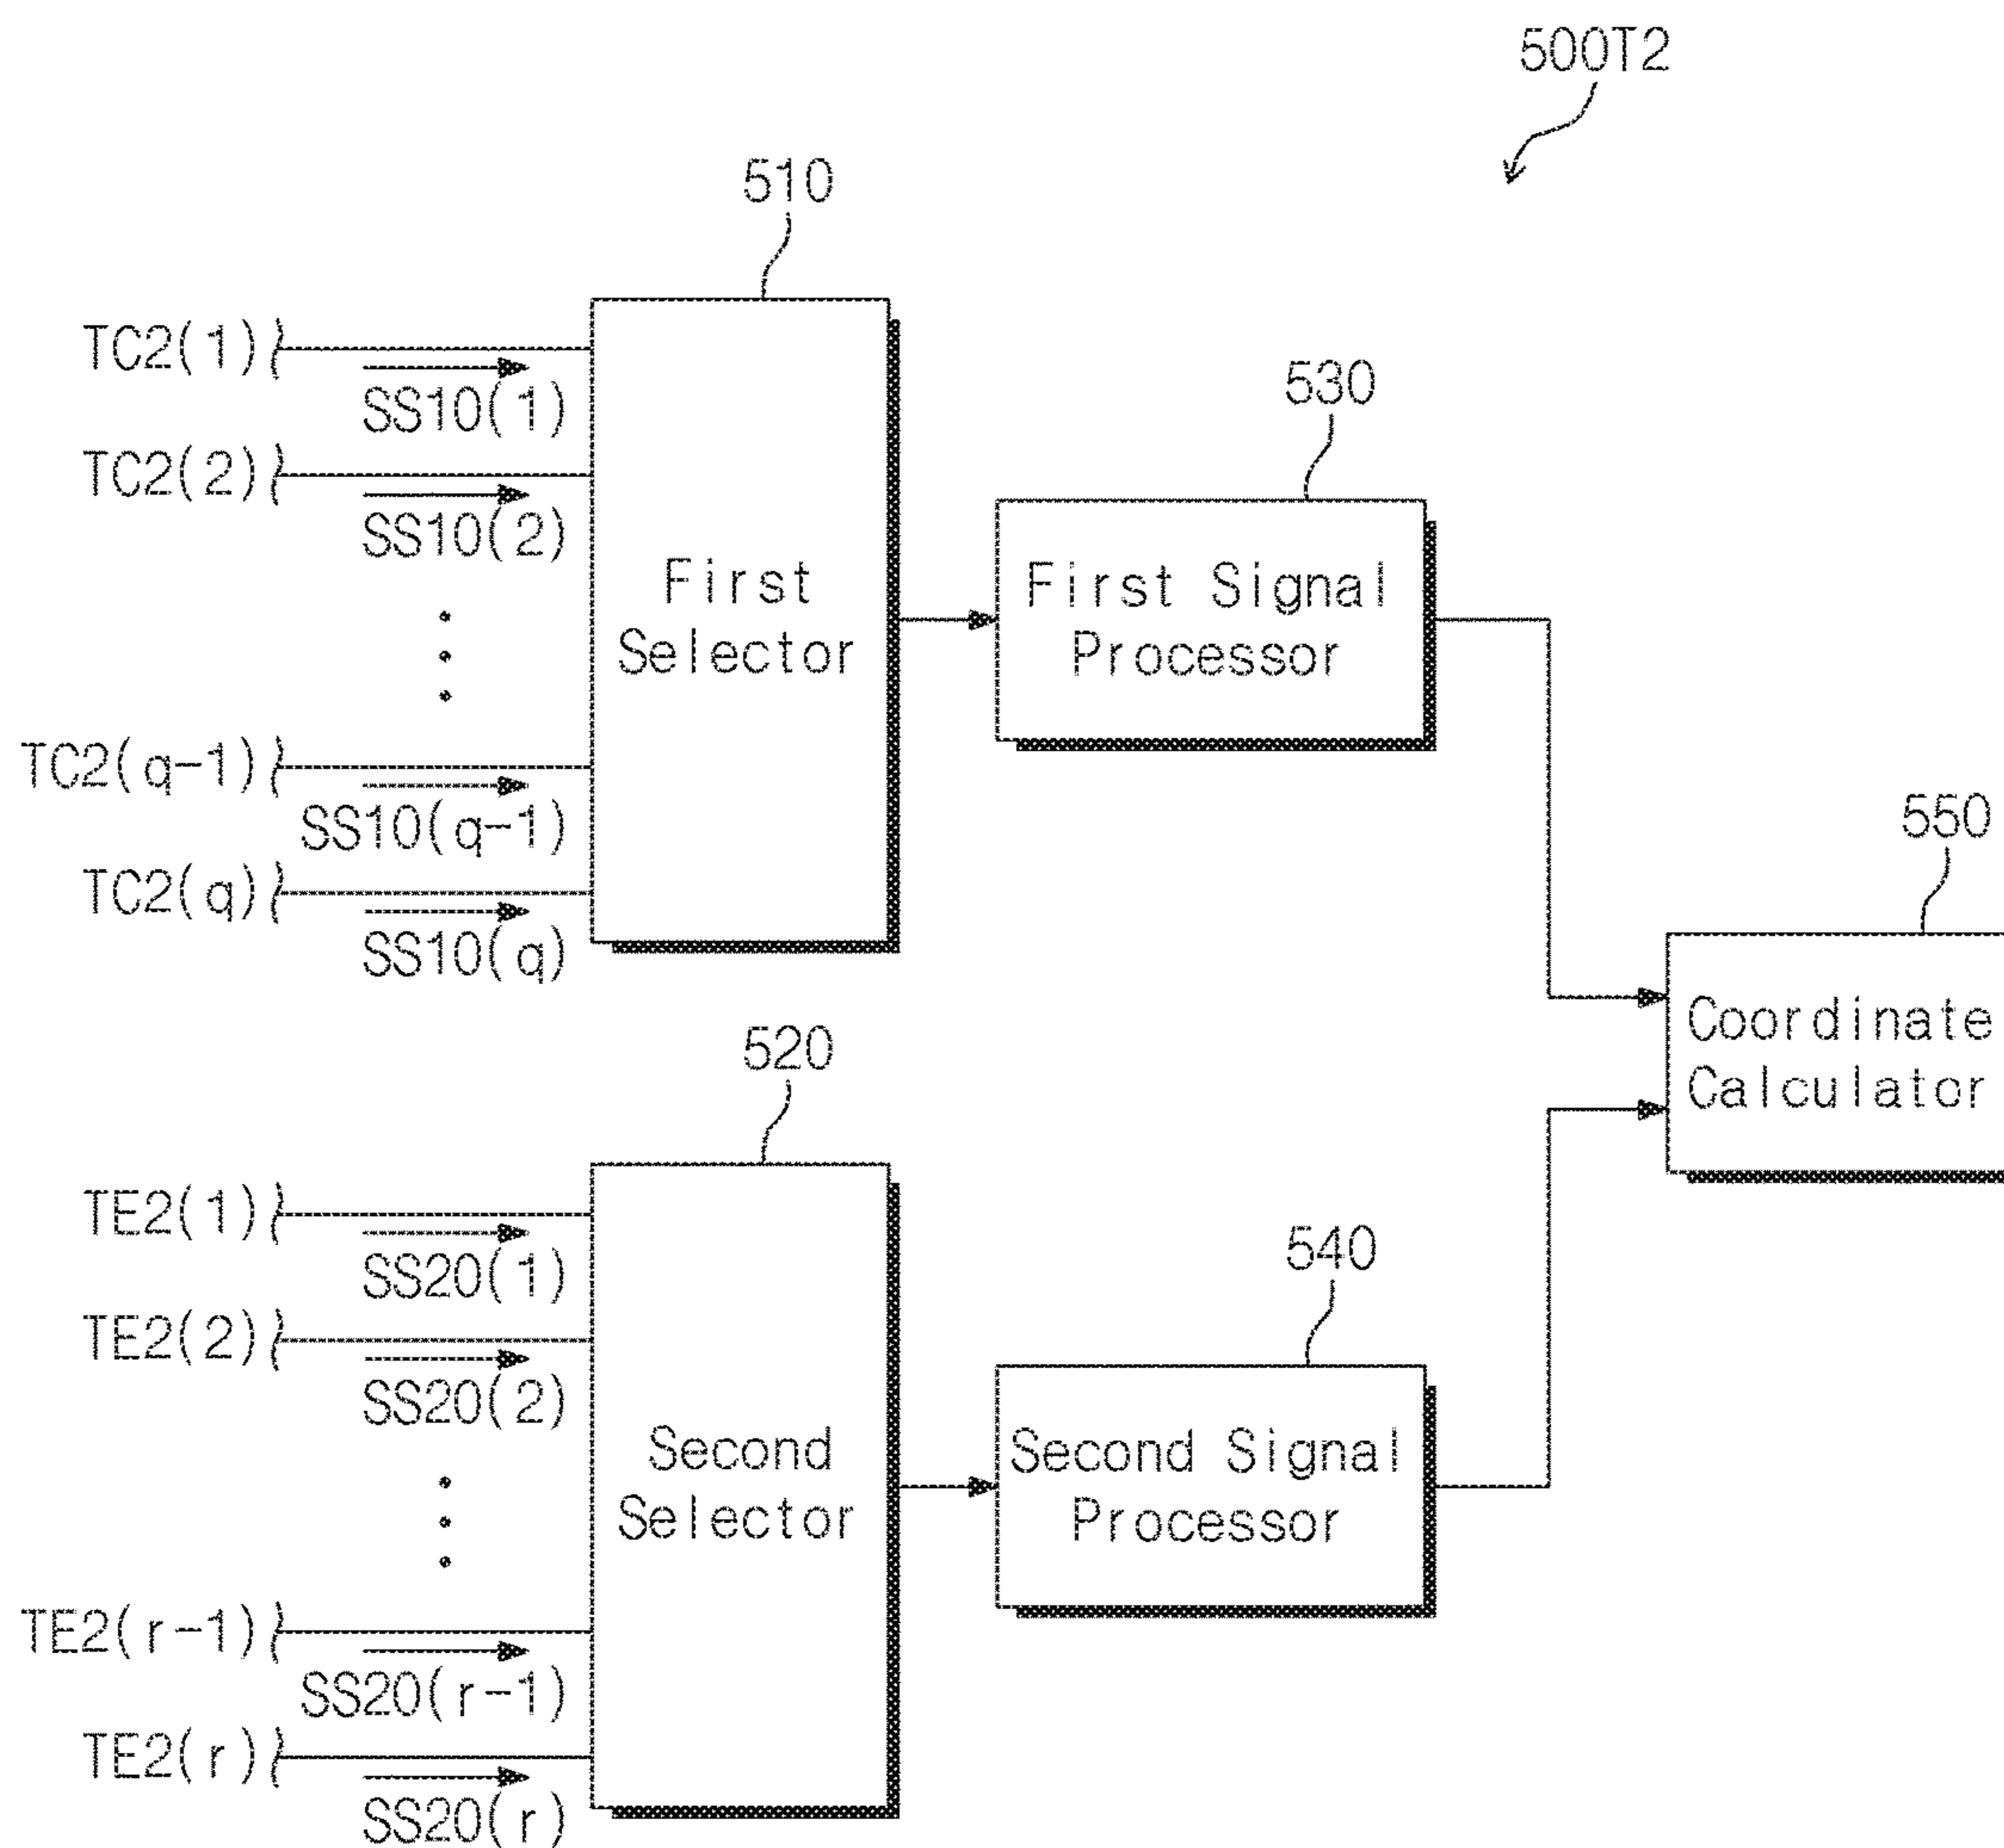 500T2
510
TC2(1)
SS10(1)
TC2(2)
SS10(2)
TC2(q-1)
SS10(q-1)
TC2(q)
SS10(q)
First
Selector
530
First Signal
Processor
550
Coordinate
Calculator
520
TE2(1)
SS20(1)
TE2(2)
SS20(2)
TE2(r-1)
SS20(r-1)
TE2(r)
SS20(r)
Second
Selector
540
Second Signal
Processor